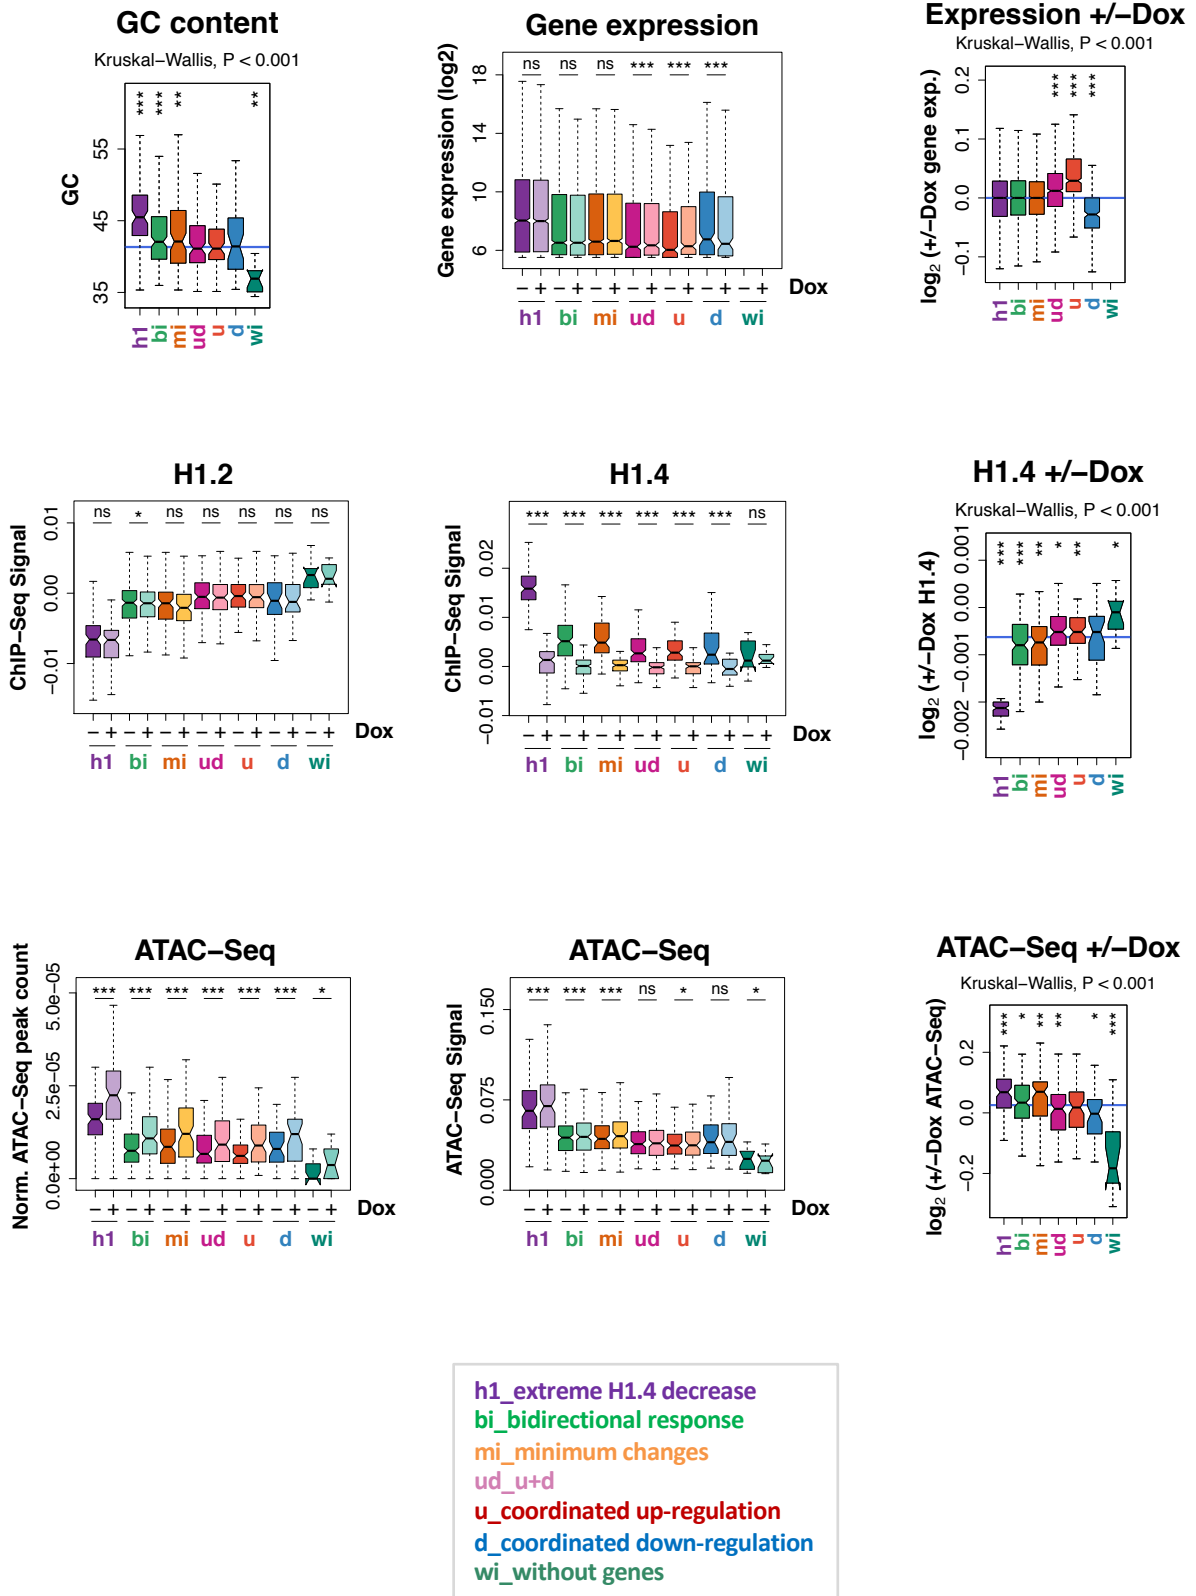 GC content
Kruskal–Wallis, P < 0.001
GC
55
45
35
*** *** ** **
h1 bi mi ud u d wi
Gene expression
Gene expression (log2)
18
14
10
6
ns ns ns *** *** ***
– + – + – + – + – + – + – + Dox
h1 bi mi ud u d wi
Expression +/–Dox
Kruskal–Wallis, P < 0.001
log2 (+/–Dox gene exp.)
0.2
0.1
0.0
–0.1
*** *** ***
h1 bi mi ud u d wi
H1.2
ChIP–Seq Signal
0.01
0.00
–0.01
ns * ns ns ns ns ns
– + – + – + – + – + – + – + Dox
h1 bi mi ud u d wi
H1.4
ChIP–Seq Signal
0.02
0.01
0.00
–0.01
*** *** *** *** *** *** ns
– + – + – + – + – + – + – + Dox
h1 bi mi ud u d wi
H1.4 +/–Dox
Kruskal–Wallis, P < 0.001
log2 (+/–Dox H1.4)
0.001
0.00
–0.001
–0.002
*** *** ** * ** *
h1 bi mi ud u d wi
ATAC–Seq
Norm. ATAC–Seq peak count
5.0e–05
2.5e–05
0.0e+00
*** *** *** *** *** *** *
– + – + – + – + – + – + – + Dox
h1 bi mi ud u d wi
ATAC–Seq
ATAC–Seq Signal
0.150
0.075
0.000
*** *** *** ns * ns *
– + – + – + – + – + – + – + Dox
h1 bi mi ud u d wi
ATAC–Seq +/–Dox
Kruskal–Wallis, P < 0.001
log2 (+/–Dox ATAC–Seq)
0.2
0.0
–0.2
*** * ** ** * ***
h1 bi mi ud u d wi
h1_extreme H1.4 decrease
bi_bidirectional response
mi_minimum changes
ud_u+d
u_coordinated up-regulation
d_coordinated down-regulation
wi_without genes